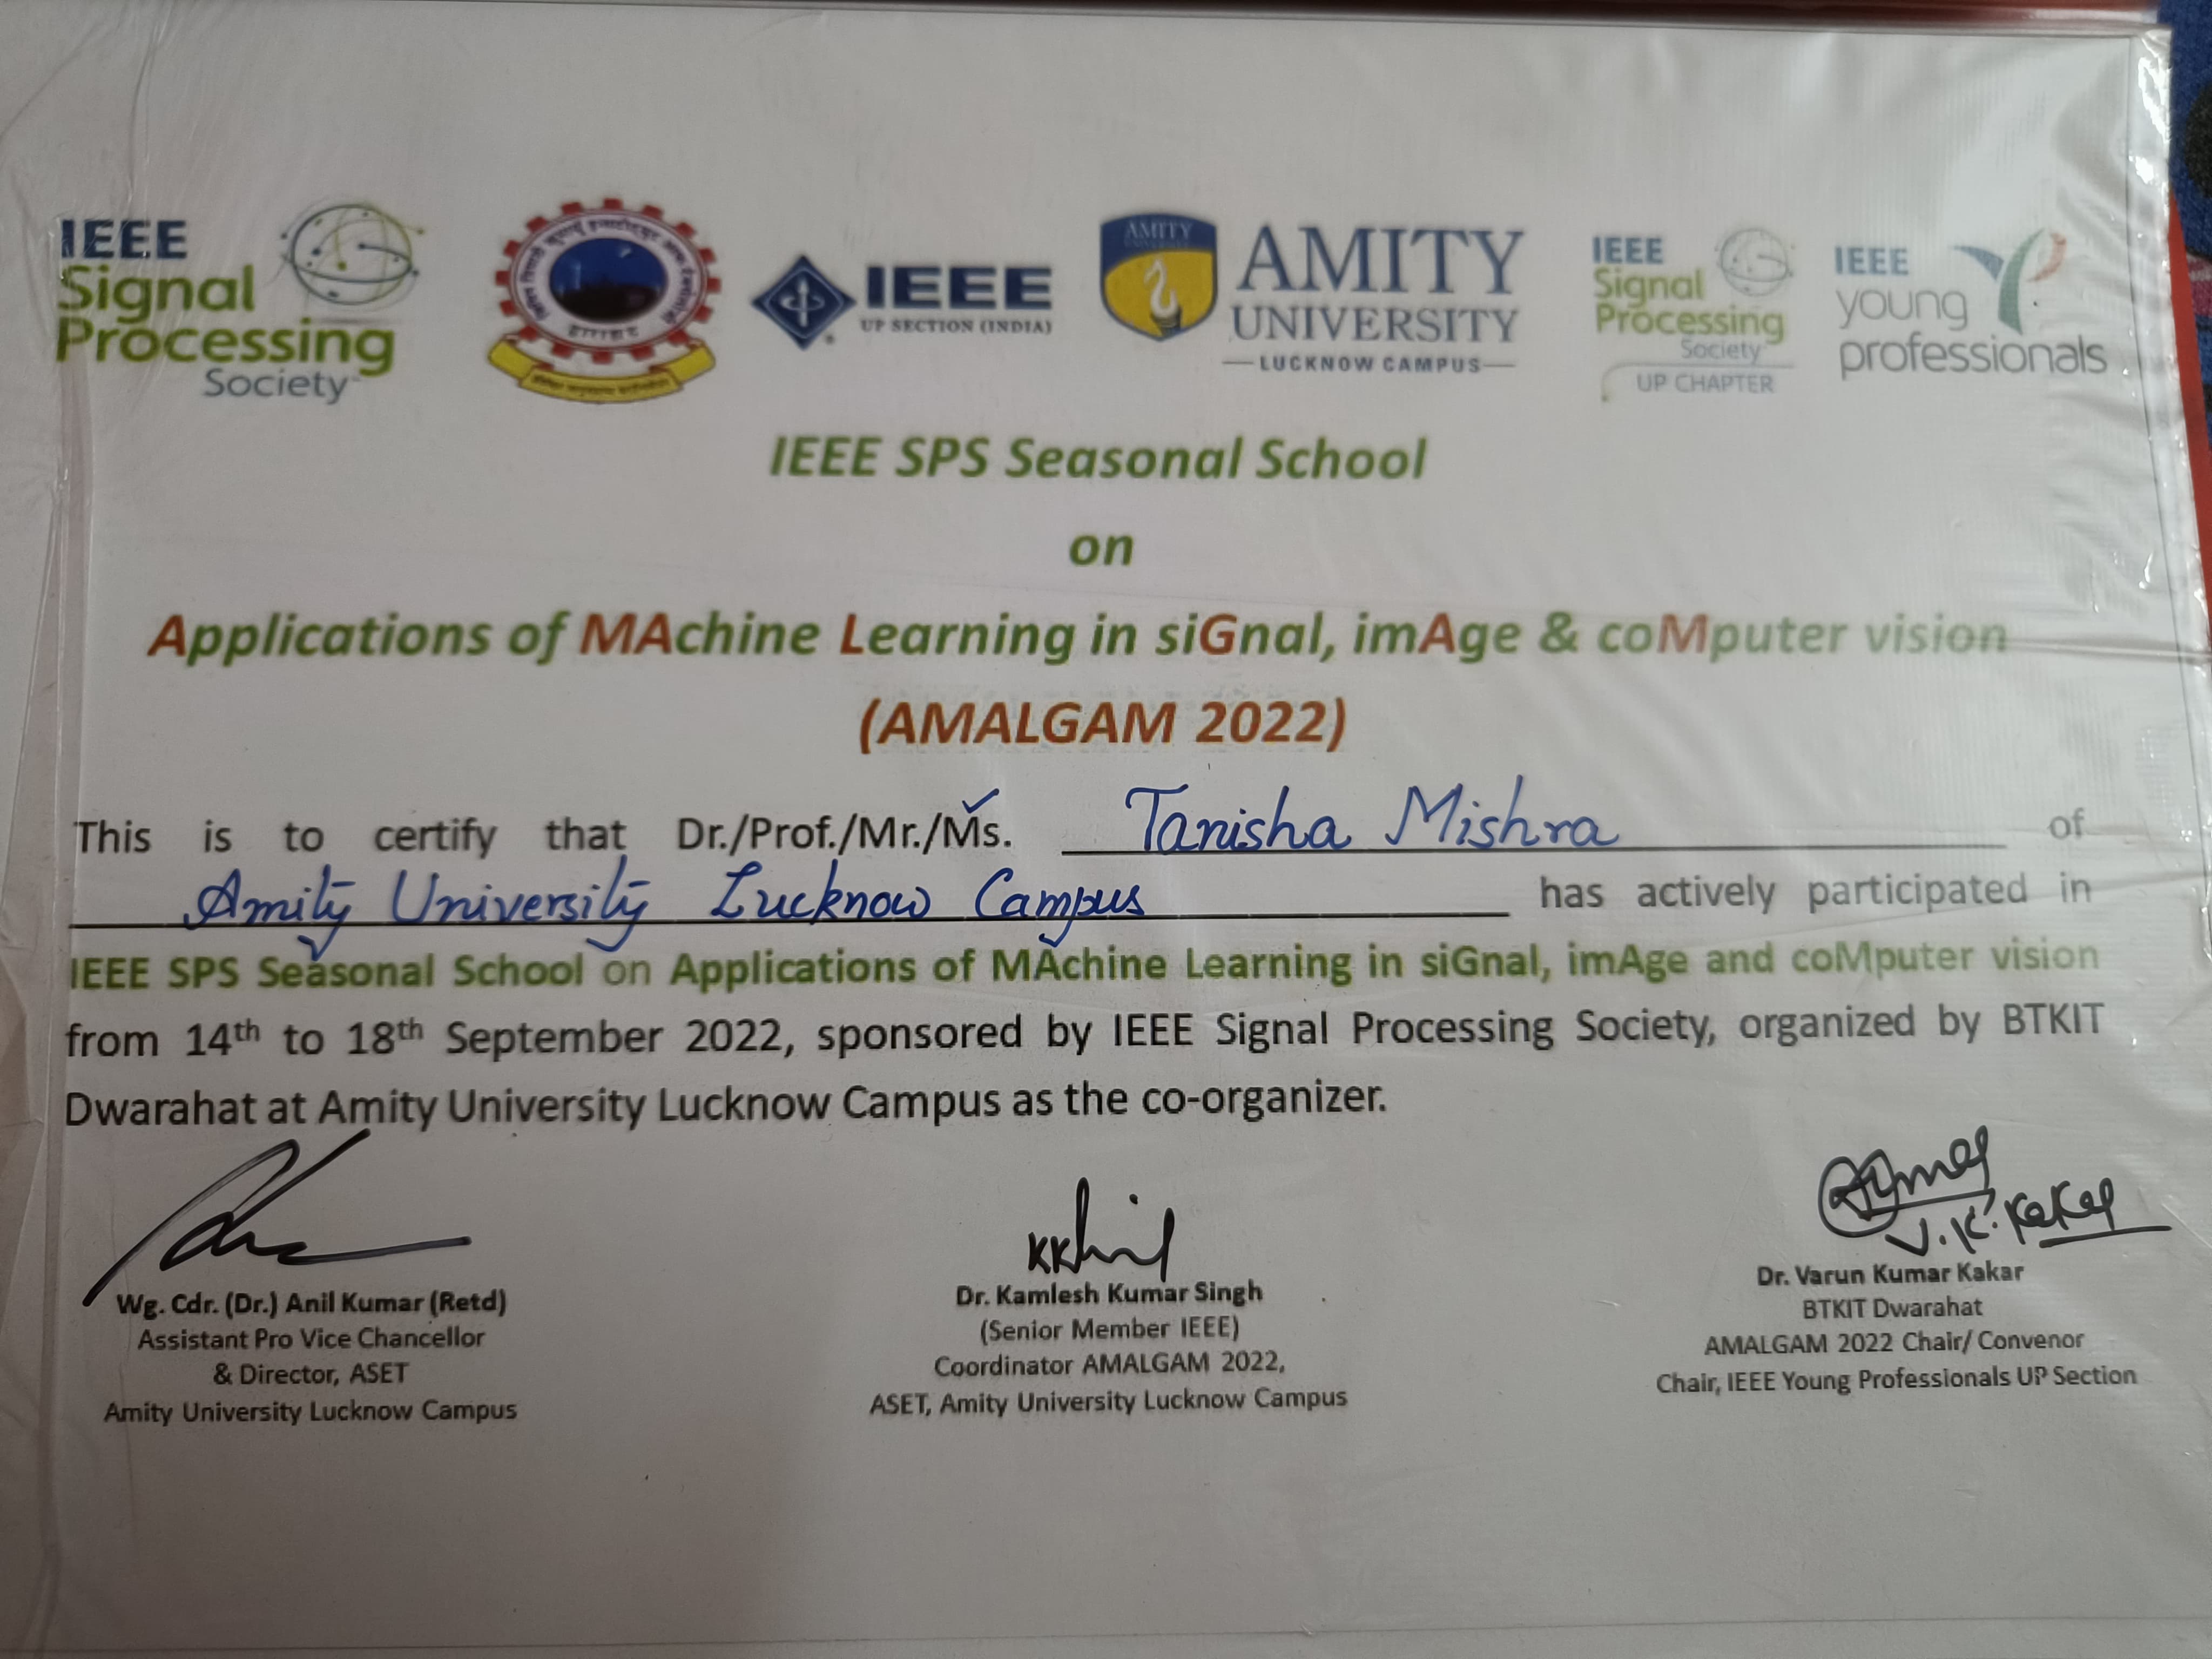 IEEE
Signal
Processing
Society
IEEE
UP SECTION (INDIA)
AMITY
UNIVERSITY
AMITY
UNIVERSITY
LUCKNOW CAMPUS
IEEE
Signal
Processing
Society
UP CHAPTER
IEEE
young
professionals
IEEE SPS Seasonal School
on
Applications of MAchine Learning in siGnal, imAge & coMputer vision
(AMALGAM 2022)
This is to certify that Dr./Prof./Mr./Ms. Tanisha Mishra of
Amity University Lucknow Campus has actively participated in
IEEE SPS Seasonal School on Applications of MAchine Learning in siGnal, imAge and coMputer vision
from 14th to 18th September 2022, sponsored by IEEE Signal Processing Society, organized by BTKIT
Dwarahat at Amity University Lucknow Campus as the co-organizer.
V.K. Kakar
Wg. Cdr. (Dr.) Anil Kumar (Retd)
Assistant Pro Vice Chancellor
& Director, ASET
Amity University Lucknow Campus
Dr. Kamlesh Kumar Singh
(Senior Member IEEE)
Coordinator AMALGAM 2022,
ASET, Amity University Lucknow Campus
Dr. Varun Kumar Kakar
BTKIT Dwarahat
AMALGAM 2022 Chair/ Convenor
Chair, IEEE Young Professionals UP Section